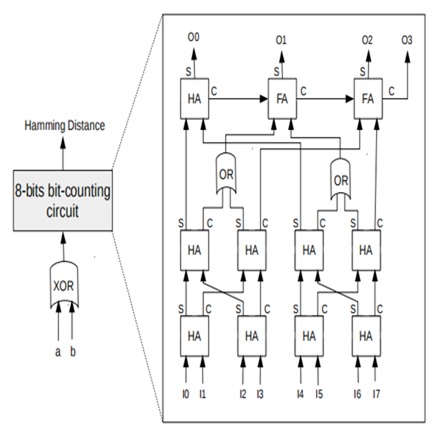 O0 O1 O2 O3
S S S
HA C FA C FA C
Hamming Distance
8-bits bit-counting
circuit
OR OR
XOR
a b
S C S C S C S C
HA HA HA HA
S C S C S C S C
HA HA HA HA
I0 I1 I2 I3 I4 I5 I6 I7